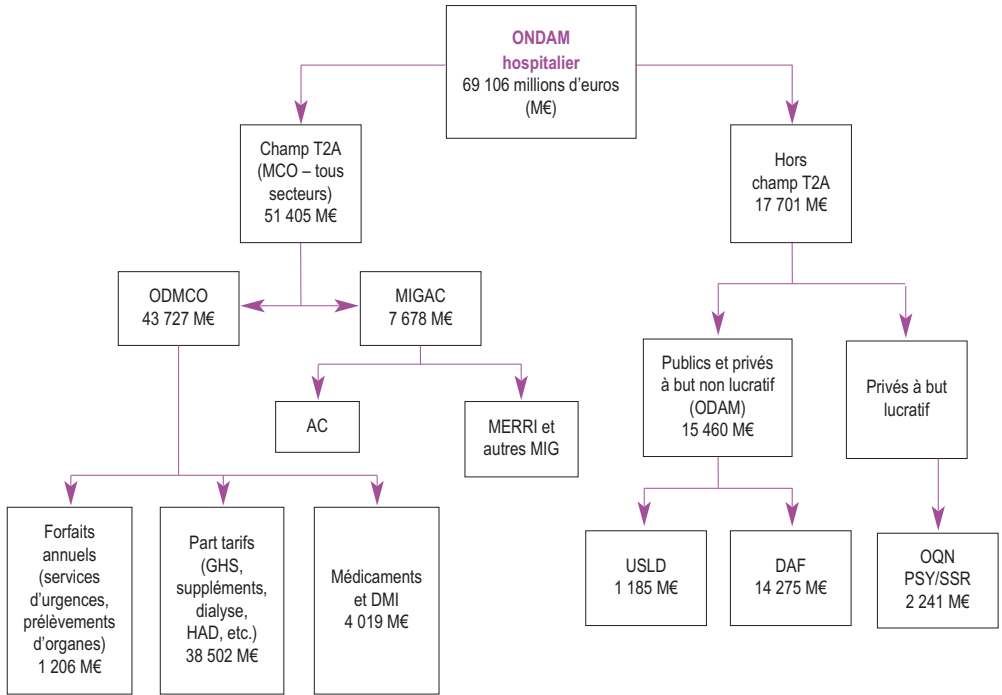 ONDAM
hospitalier
69 106 millions d'euros
(M€)
Champ T2A
(MCO – tous
secteurs)
51 405 M€
Hors
champ T2A
17 701 M€
ODMCO
43 727 M€
MIGAC
7 678 M€
Publics et privés
à but non lucratif
(ODAM)
15 460 M€
Privés à but
lucratif
AC
MERRI et
autres MIG
Forfaits
annuels
(services
d'urgences,
prélèvements
d'organes)
1 206 M€
Part tarifs
(GHS,
suppléments,
dialyse,
HAD, etc.)
38 502 M€
Médicaments
et DMI
4 019 M€
USLD
1 185 M€
DAF
14 275 M€
OQN
PSY/SSR
2 241 M€